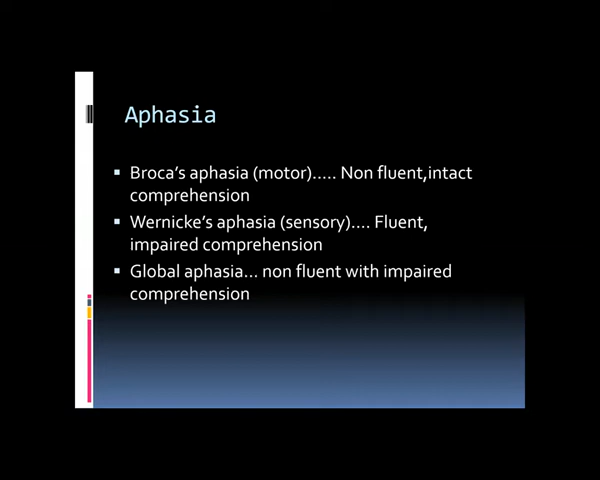 Aphasia
Broca's aphasia (motor)..... Non fluent,intact
comprehension
Wernicke's aphasia (sensory).... Fluent,
impaired comprehension
Global aphasia... non fluent with impaired
comprehension